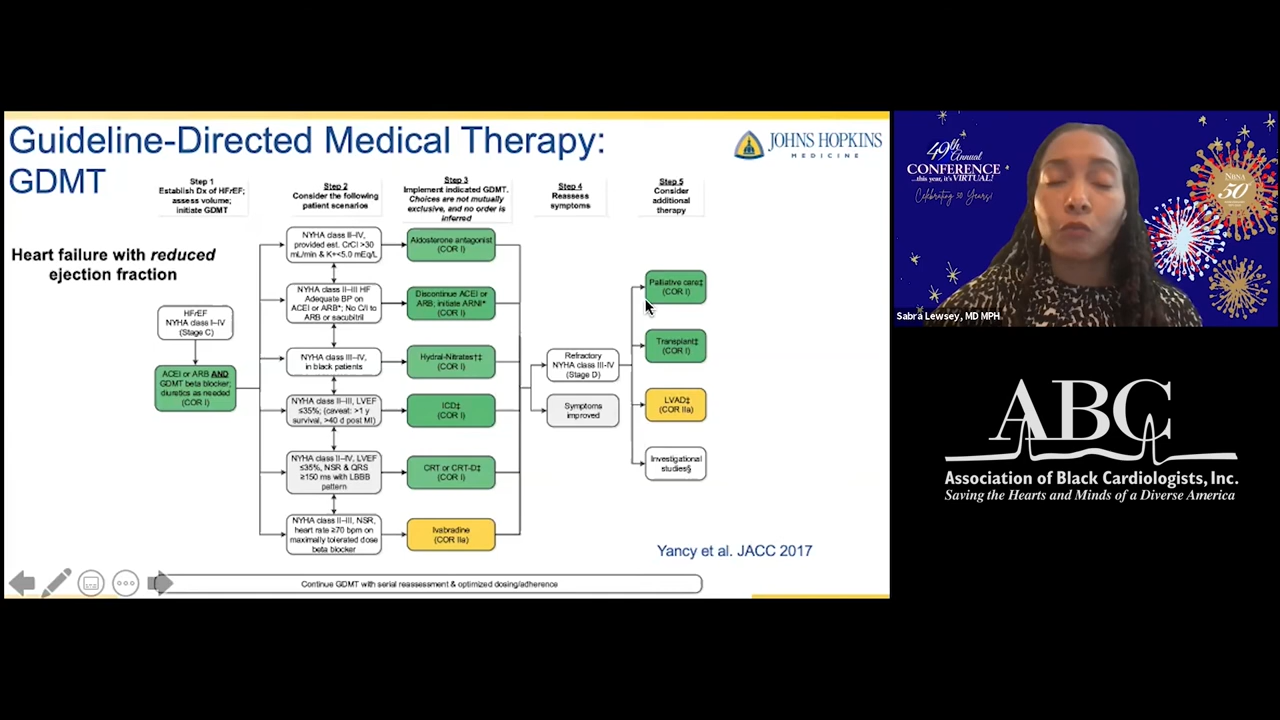 Guideline-Directed Medical Therapy:
GDMT
JOHNS HOPKINS
MEDICINE
Step 1
Establish Dx of HFrEF;
assess volume;
initiate GDMT
Step 2
Consider the following
patient scenarios
Step 3
Implement indicated GDMT.
Choices are not mutually
exclusive, and no order is
inferred
Step 4
Reassess
symptoms
Step 5
Consider
additional
therapy
Heart failure with reduced
ejection fraction
HFrEF
NYHA class I–IV
(Stage C)
ACEI or ARB AND
GDMT beta blocker;
diuretics as needed
(COR I)
NYHA class II–IV,
provided est. CrCl >30
mL/min & K+<5.0 mEq/L
Aldosterone antagonist
(COR I)
NYHA class II–III HF
Adequate BP on
ACEI or ARB*; No C/I to
ARB or sacubitril
Discontinue ACEI or
ARB; initiate ARNI*
(COR I)
NYHA class III–IV,
in black patients
Hydral-Nitrates†‡
(COR I)
NYHA class II–III, LVEF
≤35%; (caveat: >1 y
survival, >40 d post MI)
ICD‡
(COR I)
NYHA class II–IV, LVEF
≤35%, NSR & QRS
≥150 ms with LBBB
pattern
CRT or CRT-D‡
(COR I)
NYHA class II–III, NSR,
heart rate ≥70 bpm on
maximally tolerated dose
beta blocker
Ivabradine
(COR IIa)
Refractory
NYHA class III-IV
(Stage D)
Symptoms
improved
Palliative care‡
(COR I)
Transplant‡
(COR I)
LVAD‡
(COR IIa)
Investigational
studies§
Yancy et al. JACC 2017
Continue GDMT with serial reassessment & optimized dosing/adherence
49th
Annual
CONFERENCE
...this year, it's VIRTUAL!
Celebrating 50 Years!
NBNA
50
Sabra Lewsey, MD MPH
ABC
Association of Black Cardiologists, Inc.
Saving the Hearts and Minds of a Diverse America